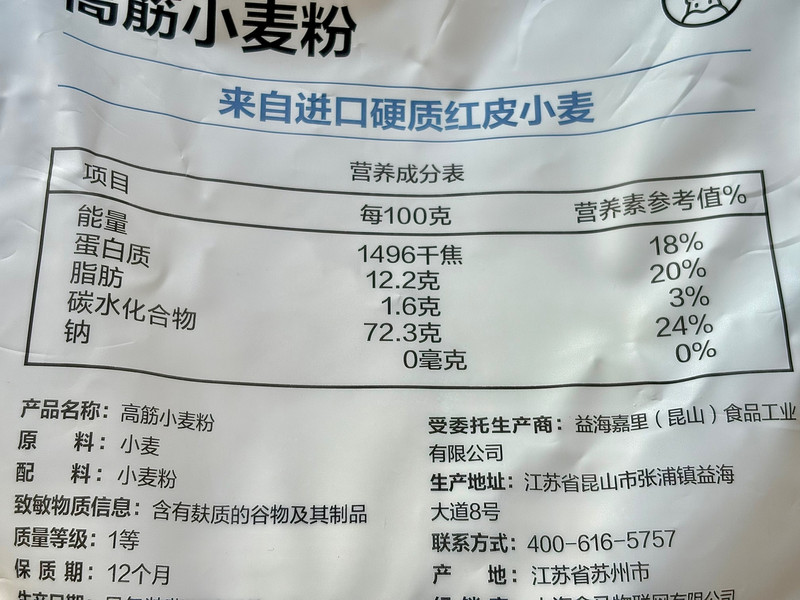 高筋小麦粉
来自进口硬质红皮小麦
营养成分表
项目 每100克 营养素参考值%
能量 1496千焦 18%
蛋白质 12.2克 20%
脂肪 1.6克 3%
碳水化合物 72.3克 24%
钠 0毫克 0%
产品名称：高筋小麦粉
原 料：小麦
配 料：小麦粉
致敏物质信息：含有麸质的谷物及其制品
质量等级：1等
保 质 期：12个月
生产日期：
受委托生产商：益海嘉里（昆山）食品工业
有限公司
生产地址：江苏省昆山市张浦镇益海
大道8号
联系方式：400-616-5757
产 地：江苏省苏州市